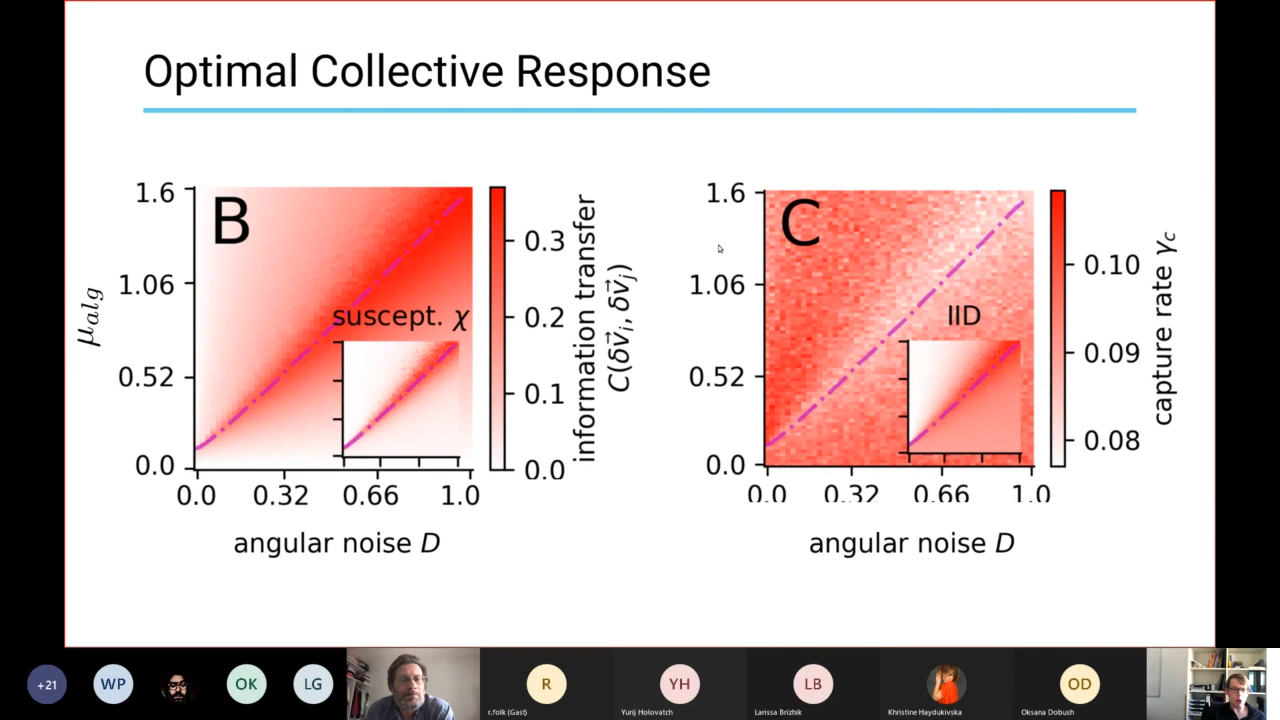 Optimal Collective Response
B
1.6
1.06
0.52
0.0
μalg
suscept. χ
0.0 0.32 0.66 1.0
angular noise D
0.3
0.2
0.1
0.0
information transfer
C(δv⃗i, δv⃗j)
C
1.6
1.06
0.52
0.0
IID
0.0 0.32 0.66 1.0
angular noise D
0.10
0.09
0.08
capture rate γc
+21
WP
OK
LG
R
r.folk (Gast)
YH
Yurij Holovatch
LB
Larissa Brizhik
Khristine Haydukivska
OD
Oksana Dobush